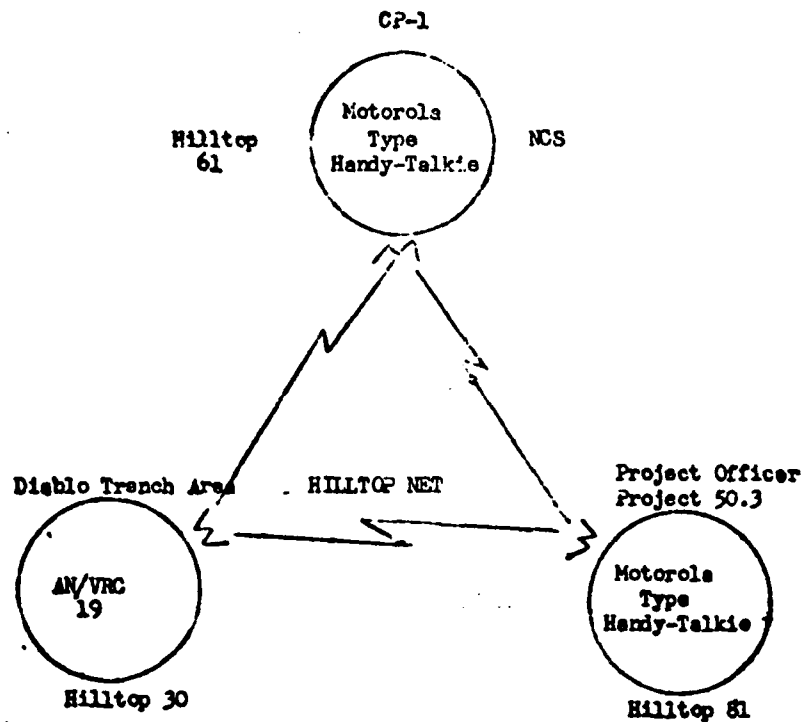 CP-1
Motorola
Type
Handy-Talkie
Hilltop
61
NCS
Diablo Trench Area
HILLTOP NET
Project Officer
Project 50.3
AN/VRC
19
Motorola
Type
Handy-Talkie
Hilltop 30
Hilltop 81